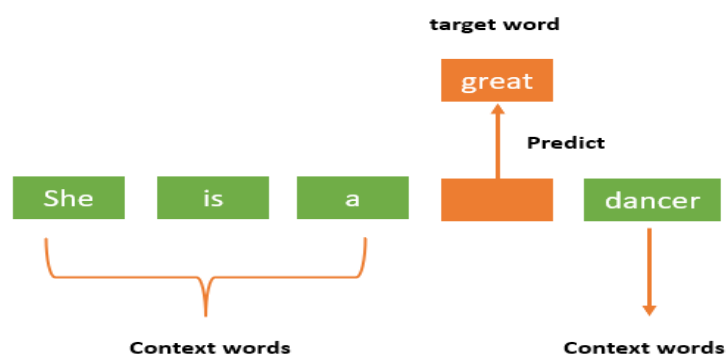 target word
great
Predict
She is a dancer
Context words Context words